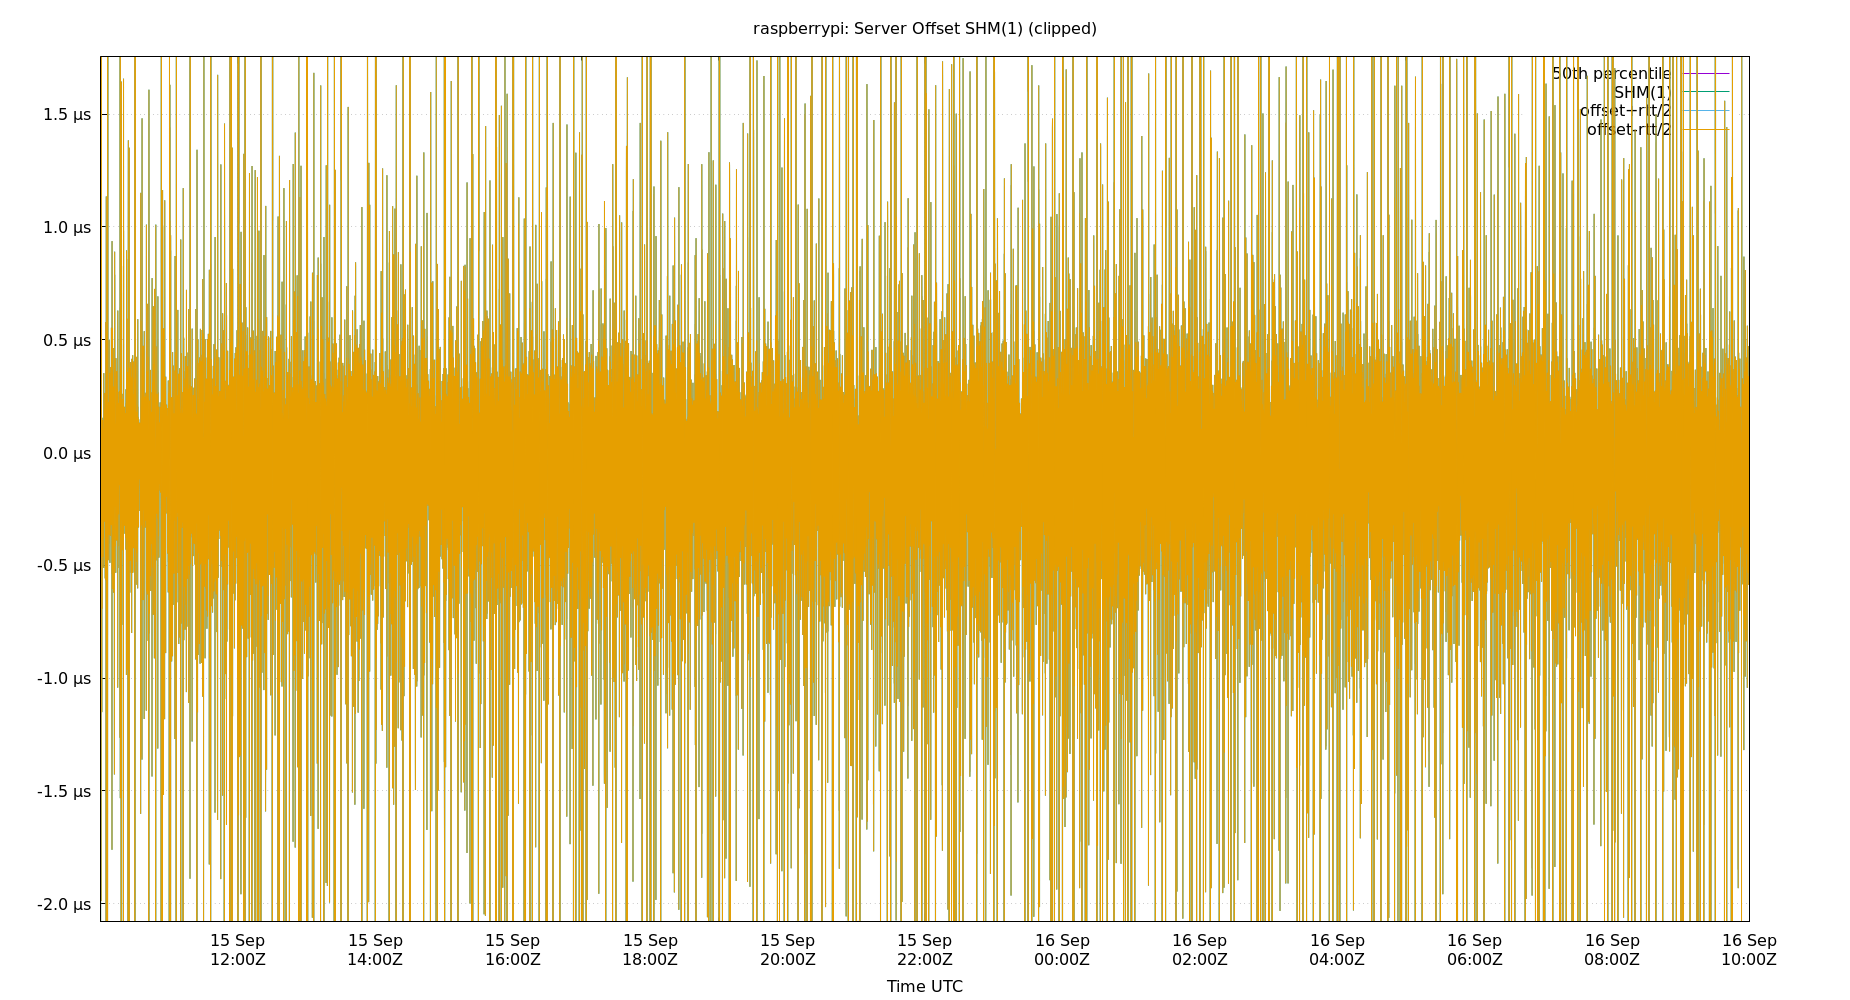 raspberrypi: Server Offset SHM(1) (clipped)
50th percentile
SHM(1)
offset+rtt/2
offset-rtt/2
1.5 µs
1.0 µs
0.5 µs
0.0 µs
-0.5 µs
-1.0 µs
-1.5 µs
-2.0 µs
15 Sep 15 Sep 15 Sep 15 Sep 15 Sep 15 Sep 16 Sep 16 Sep 16 Sep 16 Sep 16 Sep 16 Sep
12:00Z 14:00Z 16:00Z 18:00Z 20:00Z 22:00Z 00:00Z 02:00Z 04:00Z 06:00Z 08:00Z 10:00Z
Time UTC